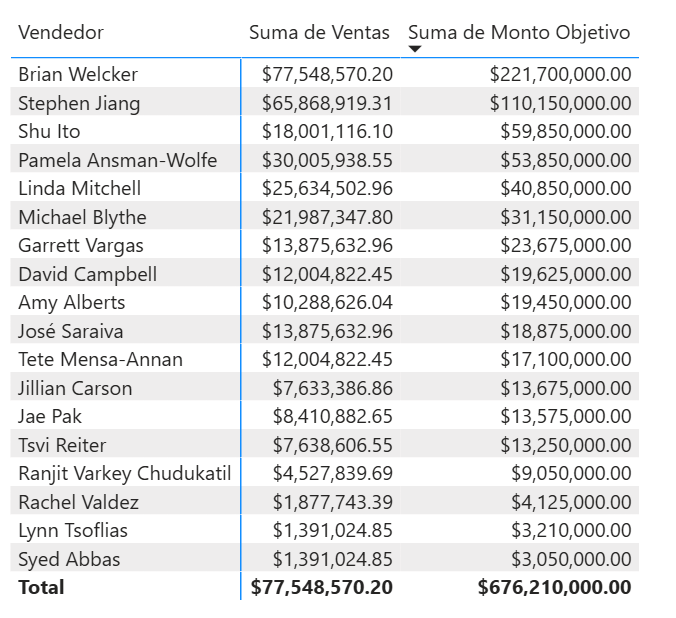 Vendedor Suma de Ventas Suma de Monto Objetivo
Brian Welcker $77,548,570.20 $221,700,000.00
Stephen Jiang $65,868,919.31 $110,150,000.00
Shu Ito $18,001,116.10 $59,850,000.00
Pamela Ansman-Wolfe $30,005,938.55 $53,850,000.00
Linda Mitchell $25,634,502.96 $40,850,000.00
Michael Blythe $21,987,347.80 $31,150,000.00
Garrett Vargas $13,875,632.96 $23,675,000.00
David Campbell $12,004,822.45 $19,625,000.00
Amy Alberts $10,288,626.04 $19,450,000.00
José Saraiva $13,875,632.96 $18,875,000.00
Tete Mensa-Annan $12,004,822.45 $17,100,000.00
Jillian Carson $7,633,386.86 $13,675,000.00
Jae Pak $8,410,882.65 $13,575,000.00
Tsvi Reiter $7,638,606.55 $13,250,000.00
Ranjit Varkey Chudukatil $4,527,839.69 $9,050,000.00
Rachel Valdez $1,877,743.39 $4,125,000.00
Lynn Tsoflias $1,391,024.85 $3,210,000.00
Syed Abbas $1,391,024.85 $3,050,000.00
Total $77,548,570.20 $676,210,000.00